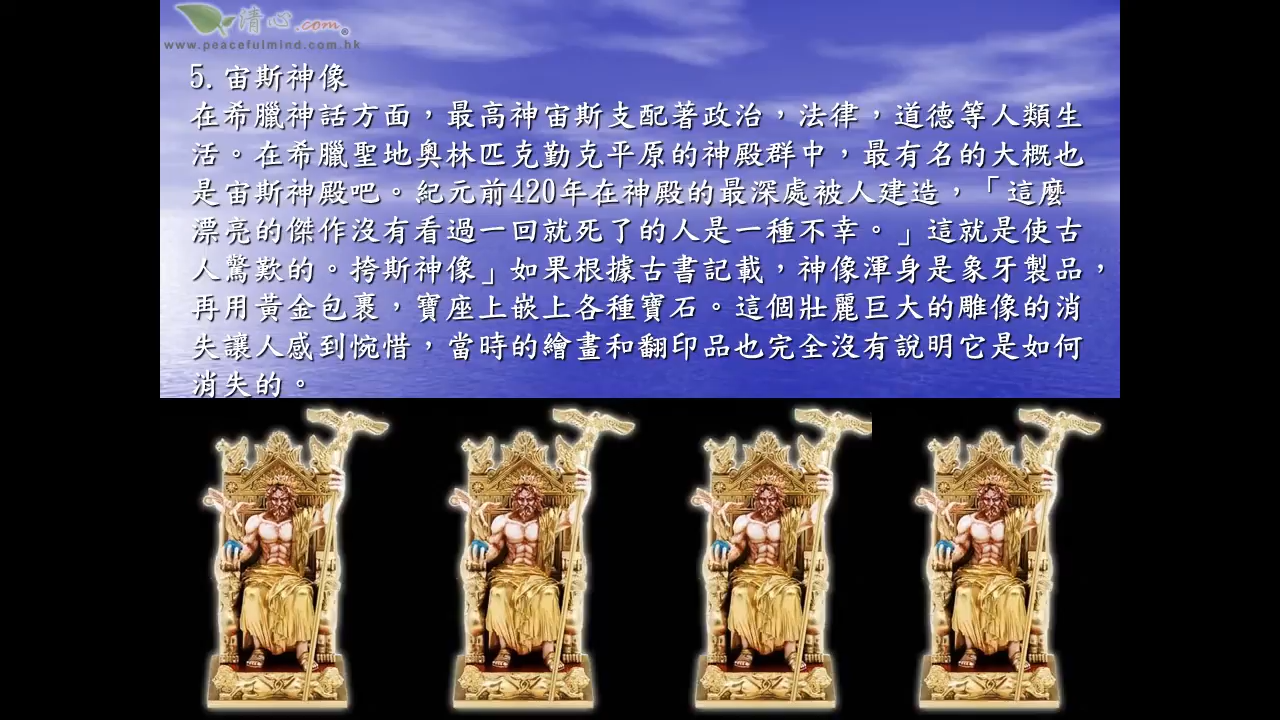 清心.com
www.peacefulmind.com.hk
5.宙斯神像
在希臘神話方面，最高神宙斯支配著政治，法律，道德等人類生
活。在希臘聖地奧林匹克勤克平原的神殿群中，最有名的大概也
是宙斯神殿吧。紀元前420年在神殿的最深處被人建造，「這麼
漂亮的傑作沒有看過一回就死了的人是一種不幸。」這就是使古
人驚歎的。挎斯神像」如果根據古書記載，神像渾身是象牙製品，
再用黃金包裹，寶座上嵌上各種寶石。這個壯麗巨大的雕像的消
失讓人感到惋惜，當時的繪畫和翻印品也完全沒有說明它是如何
消失的。